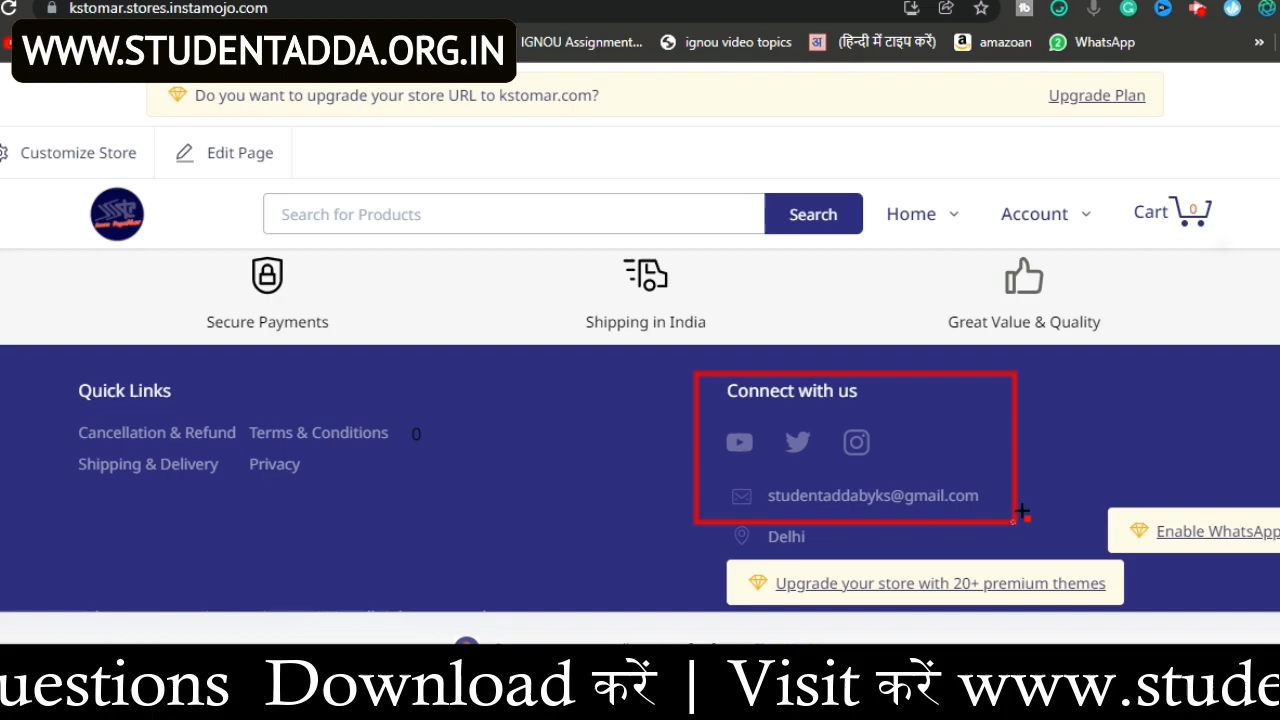 kstomar.stores.instamojo.com
WWW.STUDENTADDA.ORG.IN
IGNOU Assignment... ignou video topics अ (हिन्दी में टाइप करें) a amazoan 2 WhatsApp »
Do you want to upgrade your store URL to kstomar.com? Upgrade Plan
Customize Store Edit Page
Search for Products Search Home Account Cart 0
Secure Payments Shipping in India Great Value & Quality
Quick Links Connect with us
Cancellation & Refund Terms & Conditions 0
Shipping & Delivery Privacy
studentaddabyks@gmail.com
Delhi
Enable WhatsApp
Upgrade your store with 20+ premium themes
uestions Download करें | Visit करें www.stude